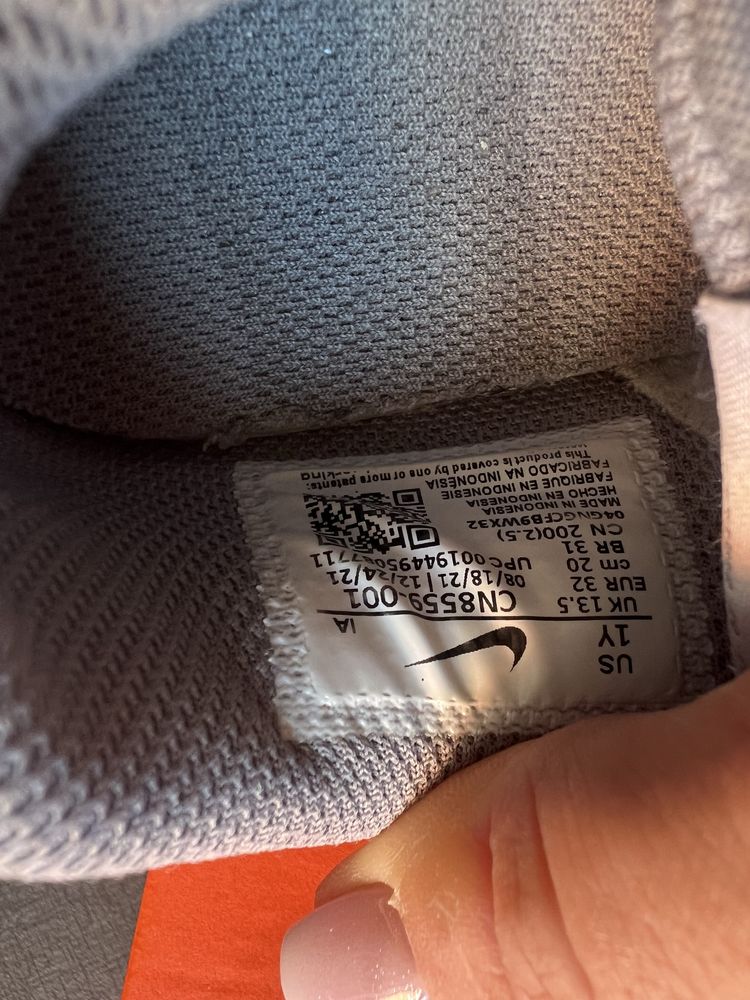 US
1Y
IA
UK 13.5 CN8559 001
EUR 32 08/18/21 | 12/24/21
cm 20 UPC
BR 31
CN 200(2.5)
04GNGCFB9WX32
MADE IN INDONESIA
HECHO EN INDONESIA
FABRIQUE EN INDONESIE
FABRICADO NA INDONÉSIA
This product is covered by one or more patents: